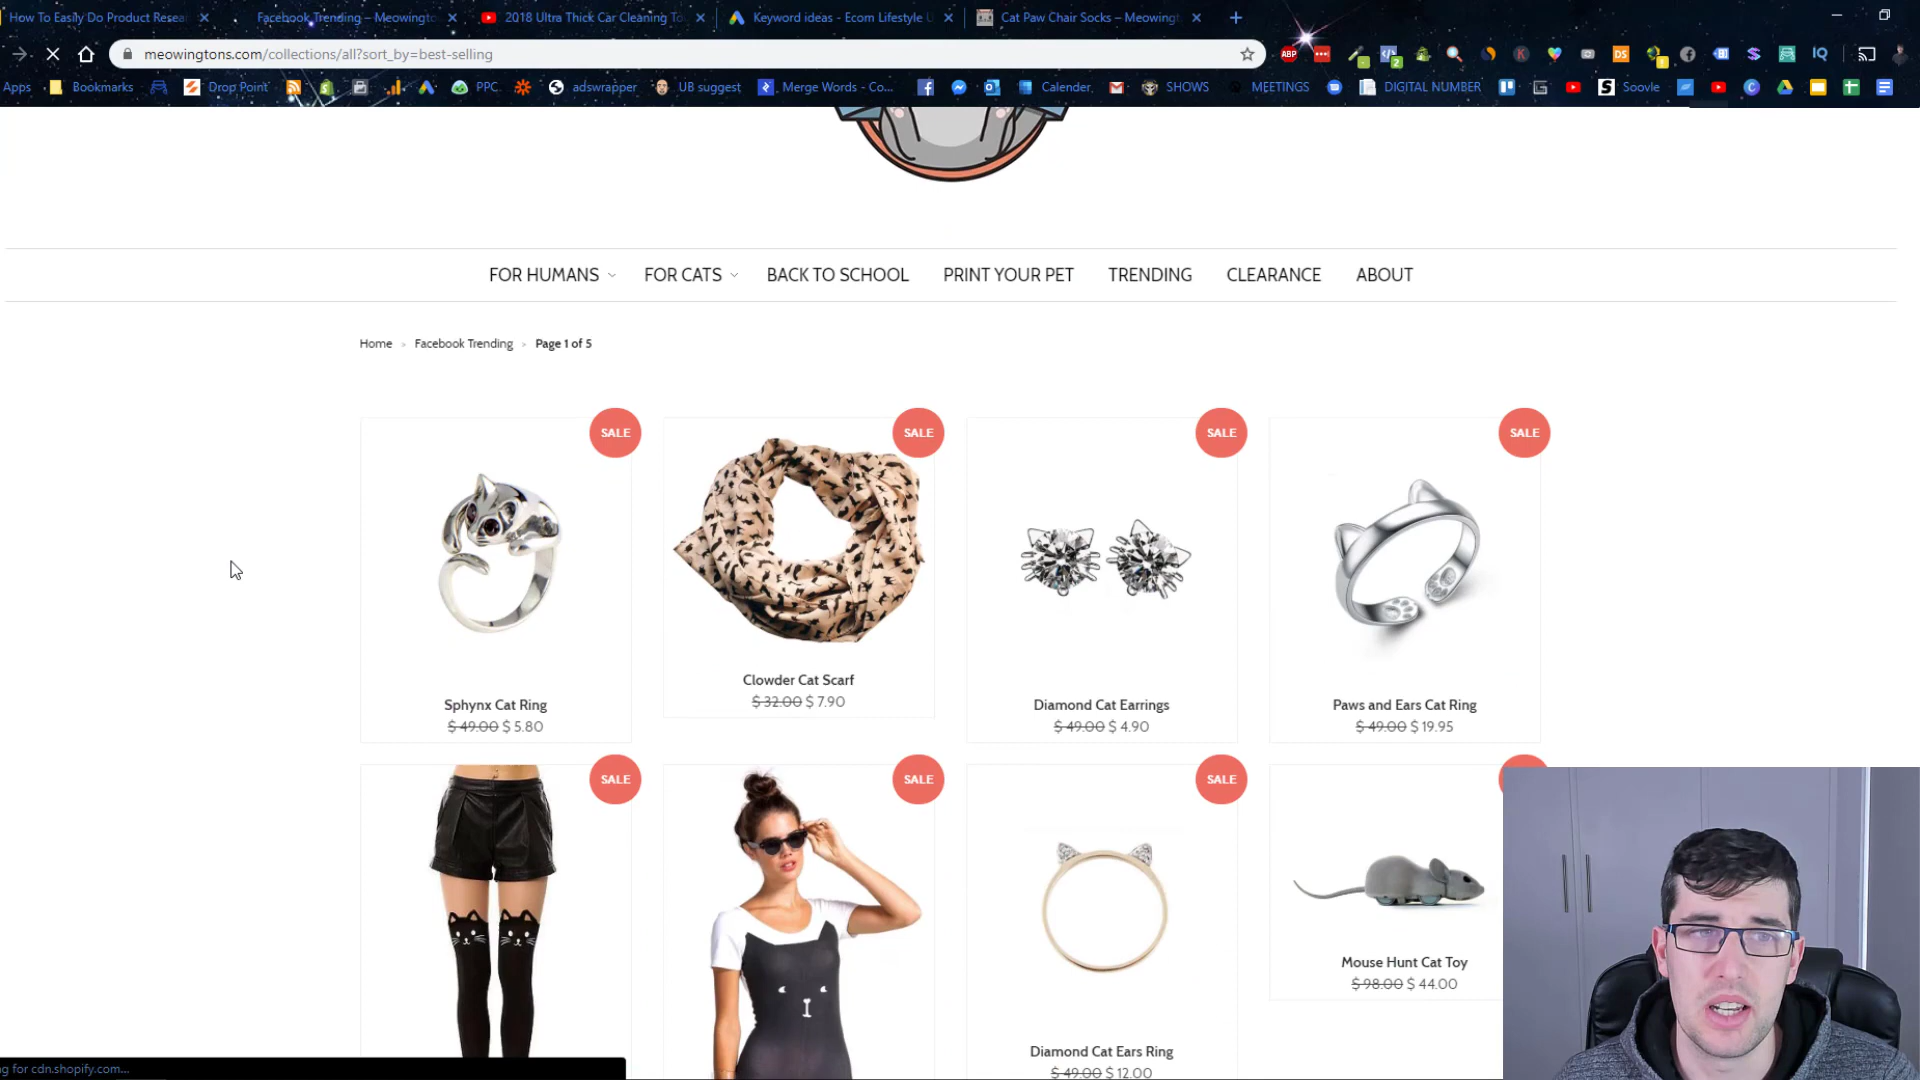 How To Easily Do Product Resea
Facebook Trending – Meowingto
2018 Ultra Thick Car Cleaning To
Keyword ideas - Ecom Lifestyle U
Cat Paw Chair Socks – Meowingt
meowingtons.com/collections/all?sort_by=best-selling
ABP
2
DS
IQ
Apps
Bookmarks
Drop Point
PPC
adswrapper
UB suggest
Merge Words - Co...
Calender
SHOWS
MEETINGS
DIGITAL NUMBER
Soovle
FOR HUMANS
FOR CATS
BACK TO SCHOOL
PRINT YOUR PET
TRENDING
CLEARANCE
ABOUT
Home > Facebook Trending > Page 1 of 5
SALE
SALE
SALE
SALE
Sphynx Cat Ring
$ 49.00 $ 5.80
Clowder Cat Scarf
$ 32.00 $ 7.90
Diamond Cat Earrings
$ 49.00 $ 4.90
Paws and Ears Cat Ring
$ 49.00 $ 19.95
SALE
SALE
SALE
Mouse Hunt Cat Toy
$ 98.00 $ 44.00
Diamond Cat Ears Ring
$ 49.00 $ 12.00
g for cdn.shopify.com...